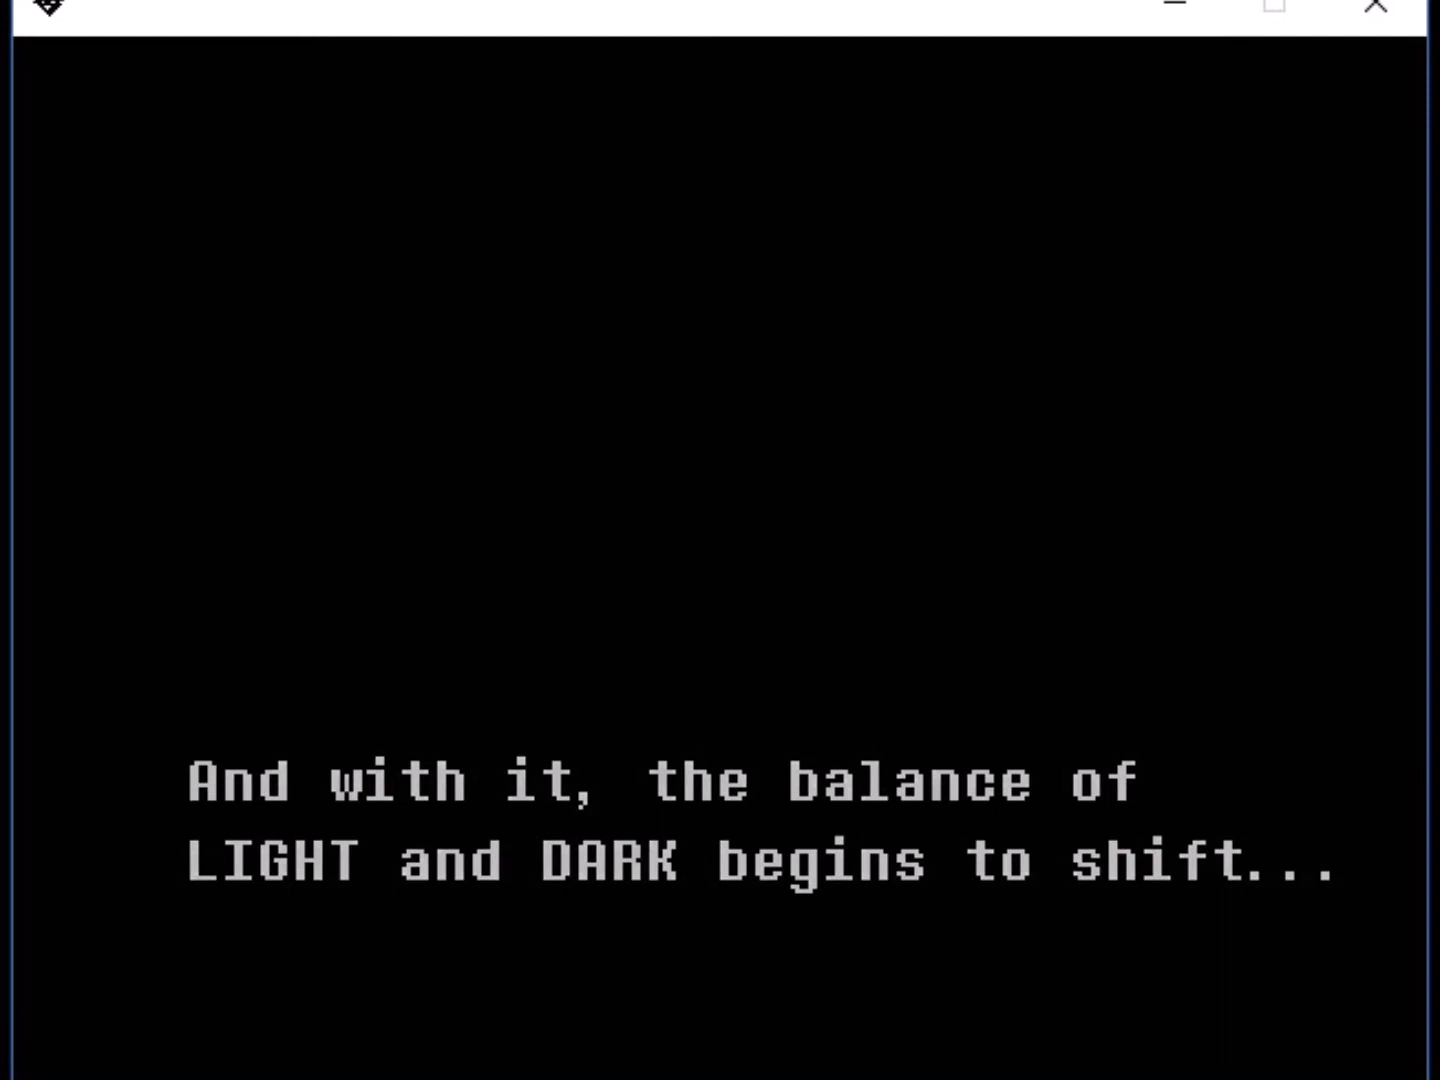 And with it, the balance of
LIGHT and DARK begins to shift...